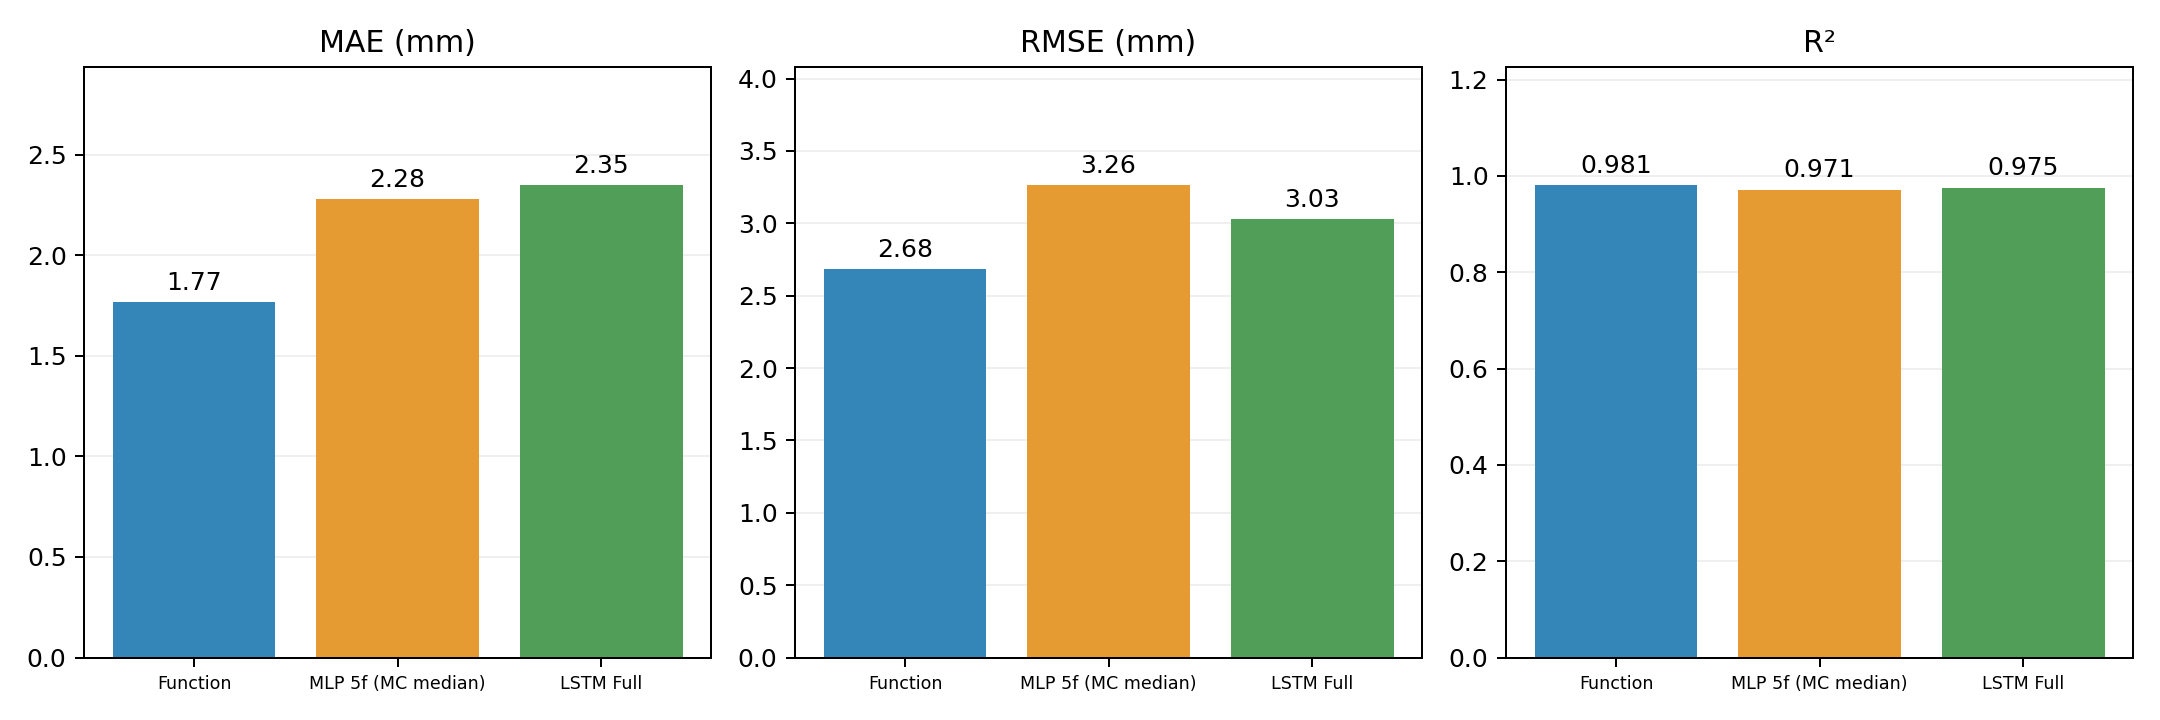 MAE (mm)
2.5
2.0
1.5
1.0
0.5
0.0
1.77
2.28
2.35
Function
MLP 5f (MC median)
LSTM Full
RMSE (mm)
4.0
3.5
3.0
2.5
2.0
1.5
1.0
0.5
0.0
2.68
3.26
3.03
Function
MLP 5f (MC median)
LSTM Full
R²
1.2
1.0
0.8
0.6
0.4
0.2
0.0
0.981
0.971
0.975
Function
MLP 5f (MC median)
LSTM Full